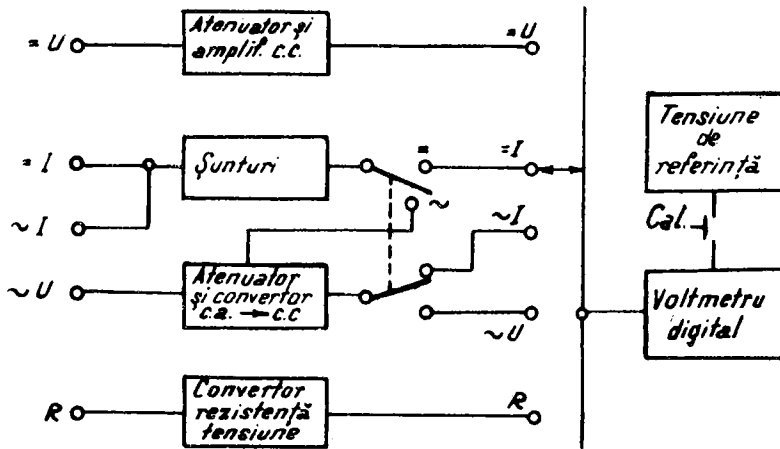 = U
Atenuator și
amplif. c.c.
= U
= I
Șunturi
=
= I
Tensiune
de
referință
~ I
~
~ I
Cal.
~ U
Atenuator
și convertor
c.a. → c.c
~ U
Voltmetru
digital
R
Convertor
rezistență
tensiune
R